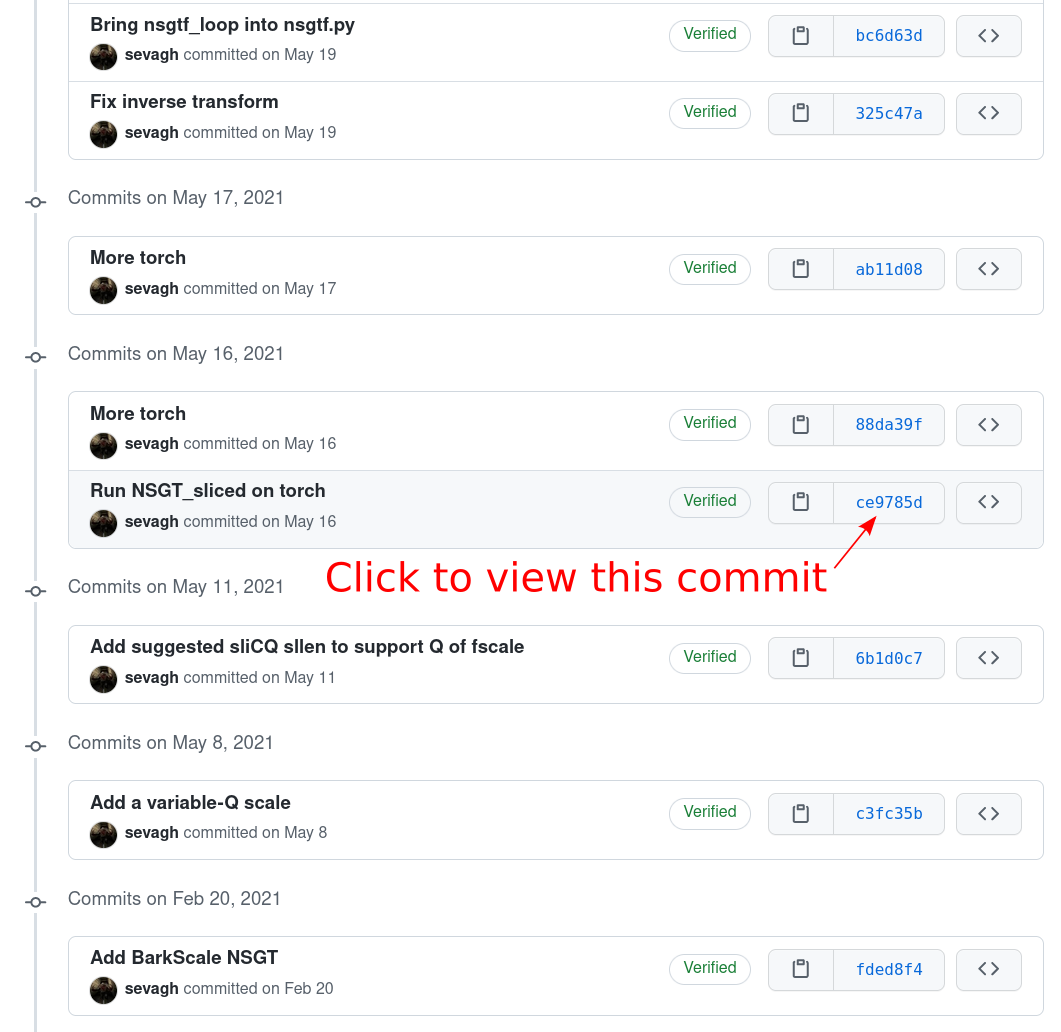 Bring nsgtf_loop into nsgtf.py
Verified
bc6d63d
sevagh committed on May 19
Fix inverse transform
Verified
325c47a
sevagh committed on May 19
Commits on May 17, 2021
More torch
Verified
ab11d08
sevagh committed on May 17
Commits on May 16, 2021
More torch
Verified
88da39f
sevagh committed on May 16
Run NSGT_sliced on torch
Verified
ce9785d
sevagh committed on May 16
Click to view this commit
Commits on May 11, 2021
Add suggested sliCQ sllen to support Q of fscale
Verified
6b1d0c7
sevagh committed on May 11
Commits on May 8, 2021
Add a variable-Q scale
Verified
c3fc35b
sevagh committed on May 8
Commits on Feb 20, 2021
Add BarkScale NSGT
Verified
fded8f4
sevagh committed on Feb 20